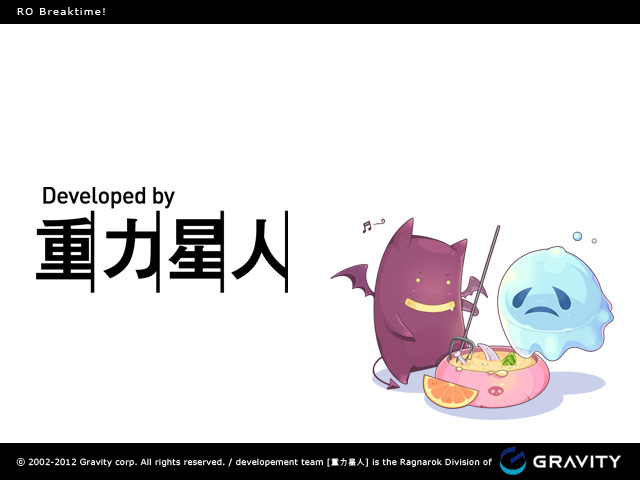 RO Breaktime!
Developed by
重力星人
© 2002-2012 Gravity corp. All rights reserved. / developement team [重力星人] is the Ragnarok Division of GRAVITY